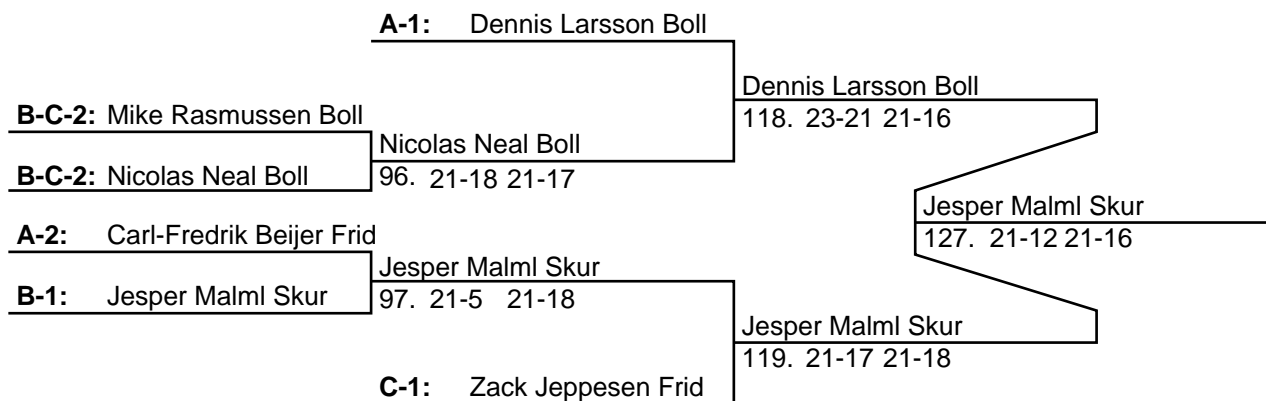 A-1: Dennis Larsson Boll
Dennis Larsson Boll
B-C-2: Mike Rasmussen Boll
118. 23-21 21-16
Nicolas Neal Boll
B-C-2: Nicolas Neal Boll
96. 21-18 21-17
Jesper Malml Skur
A-2: Carl-Fredrik Beijer Frid
127. 21-12 21-16
Jesper Malml Skur
B-1: Jesper Malml Skur
97. 21-5 21-18
Jesper Malml Skur
119. 21-17 21-18
C-1: Zack Jeppesen Frid